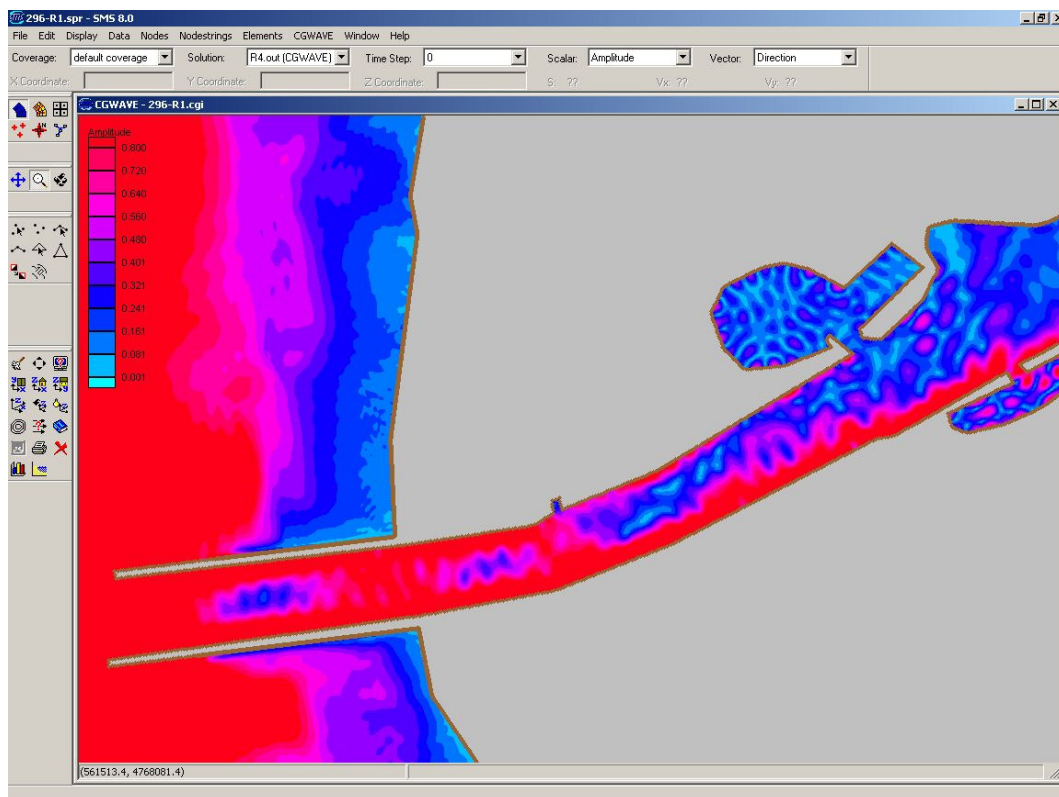 296-R1.spr - SMS 8.0
File Edit Display Data Nodes Nodestrings Elements CGWAVE Window Help
Coverage: default coverage Solution: R4.out (CGWAVE) Time Step: 0 Scalar: Amplitude Vector: Direction
X Coordinate: Y Coordinate: Z Coordinate: S: ?? Vx: ?? Vy: ??
CGWAVE - 296-R1.cgi
Amplitude
0.800
0.720
0.640
0.560
0.480
0.401
0.321
0.241
0.161
0.081
0.001
(561513.4, 4768081.4)